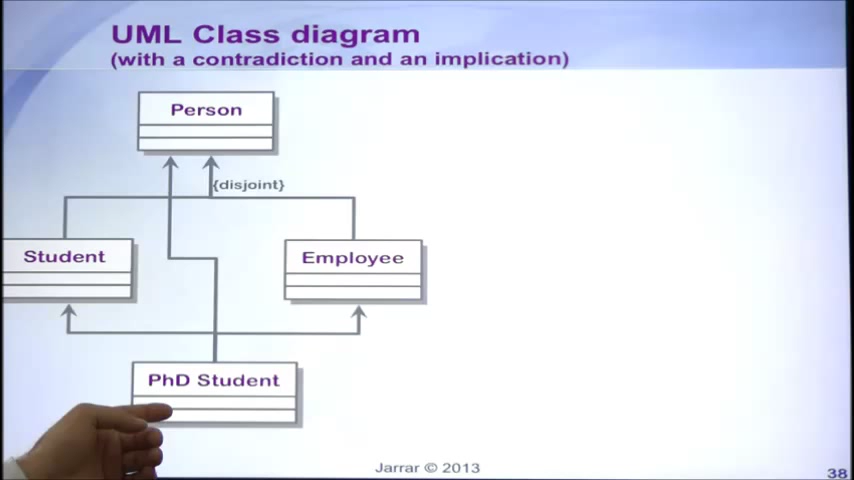 UML Class diagram
(with a contradiction and an implication)
Person
{disjoint}
Student
Employee
PhD Student
Jarrar © 2013
38